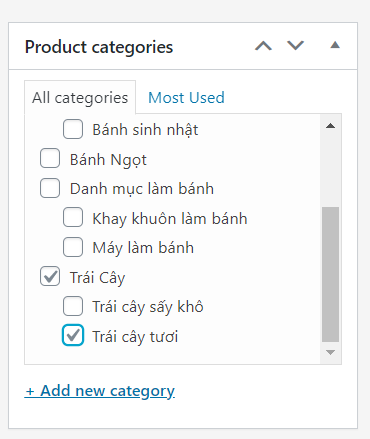 Product categories
All categories Most Used
Bánh sinh nhật
Bánh Ngọt
Danh mục làm bánh
Khay khuôn làm bánh
Máy làm bánh
Trái Cây
Trái cây sấy khô
Trái cây tươi
+ Add new category